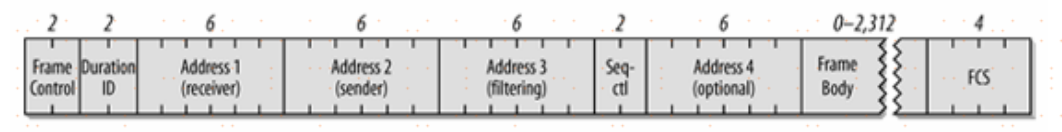 2 2 6 6 6 2 6 0–2,312 4
Frame Duration Address 1 Address 2 Address 3 Seq- Address 4 Frame FCS
Control ID (receiver) (sender) (filtering) ctl (optional) Body